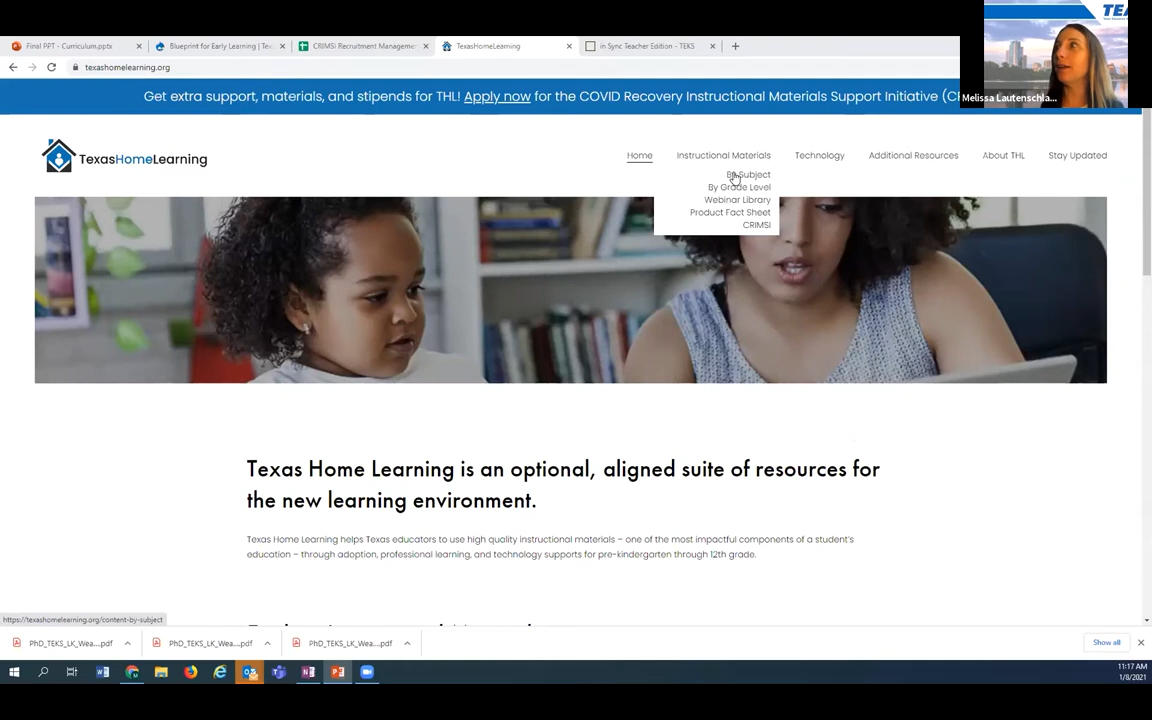 TEA
Final PPT - Curriculum.pptx
Blueprint for Early Learning | Tex
CRIMSI Recruitment Manageme
TexasHomeLearning
in Sync Teacher Edition - TEKS
texashomelearning.org
Get extra support, materials, and stipends for THL! Apply now for the COVID Recovery Instructional Materials Support Initiative
Melissa Lautenschla...
TexasHomeLearning
Home Instructional Materials Technology Additional Resources About THL Stay Updated
By Subject
By Grade Level
Webinar Library
Product Fact Sheet
CRIMSI
Texas Home Learning is an optional, aligned suite of resources for
the new learning environment.
Texas Home Learning helps Texas educators to use high quality instructional materials – one of the most impactful components of a student's
education – through adoption, professional learning, and technology supports for pre-kindergarten through 12th grade.
https://texashomelearning.org/content-by-subject
PhD_TEKS_LK_Wea....pdf
PhD_TEKS_LK_Wea....pdf
PhD_TEKS_LK_Wea....pdf
Show all
11:17 AM
1/8/2021